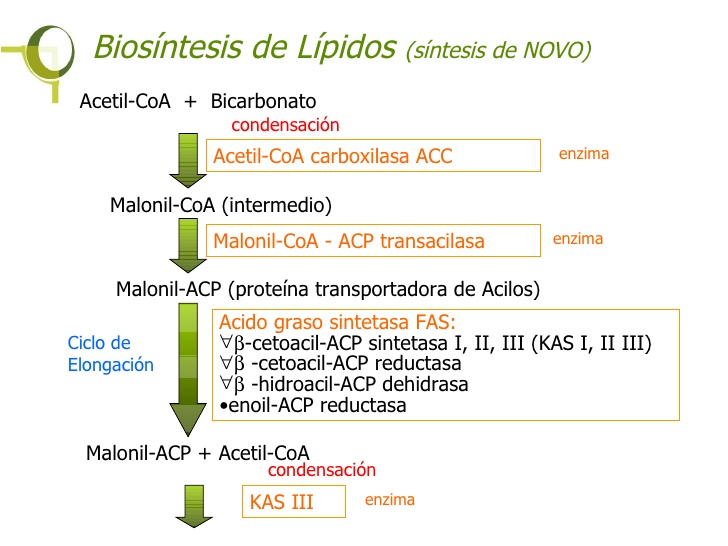 Biosíntesis de Lípidos (síntesis de NOVO)
Acetil-CoA + Bicarbonato
condensación
Acetil-CoA carboxilasa ACC
enzima
Malonil-CoA (intermedio)
Malonil-CoA - ACP transacilasa
enzima
Malonil-ACP (proteína transportadora de Acilos)
Acido graso sintetasa FAS:
∀β-cetoacil-ACP sintetasa I, II, III (KAS I, II III)
∀β -cetoacil-ACP reductasa
∀β -hidroacil-ACP dehidrasa
•enoil-ACP reductasa
Ciclo de
Elongación
Malonil-ACP + Acetil-CoA
condensación
KAS III
enzima